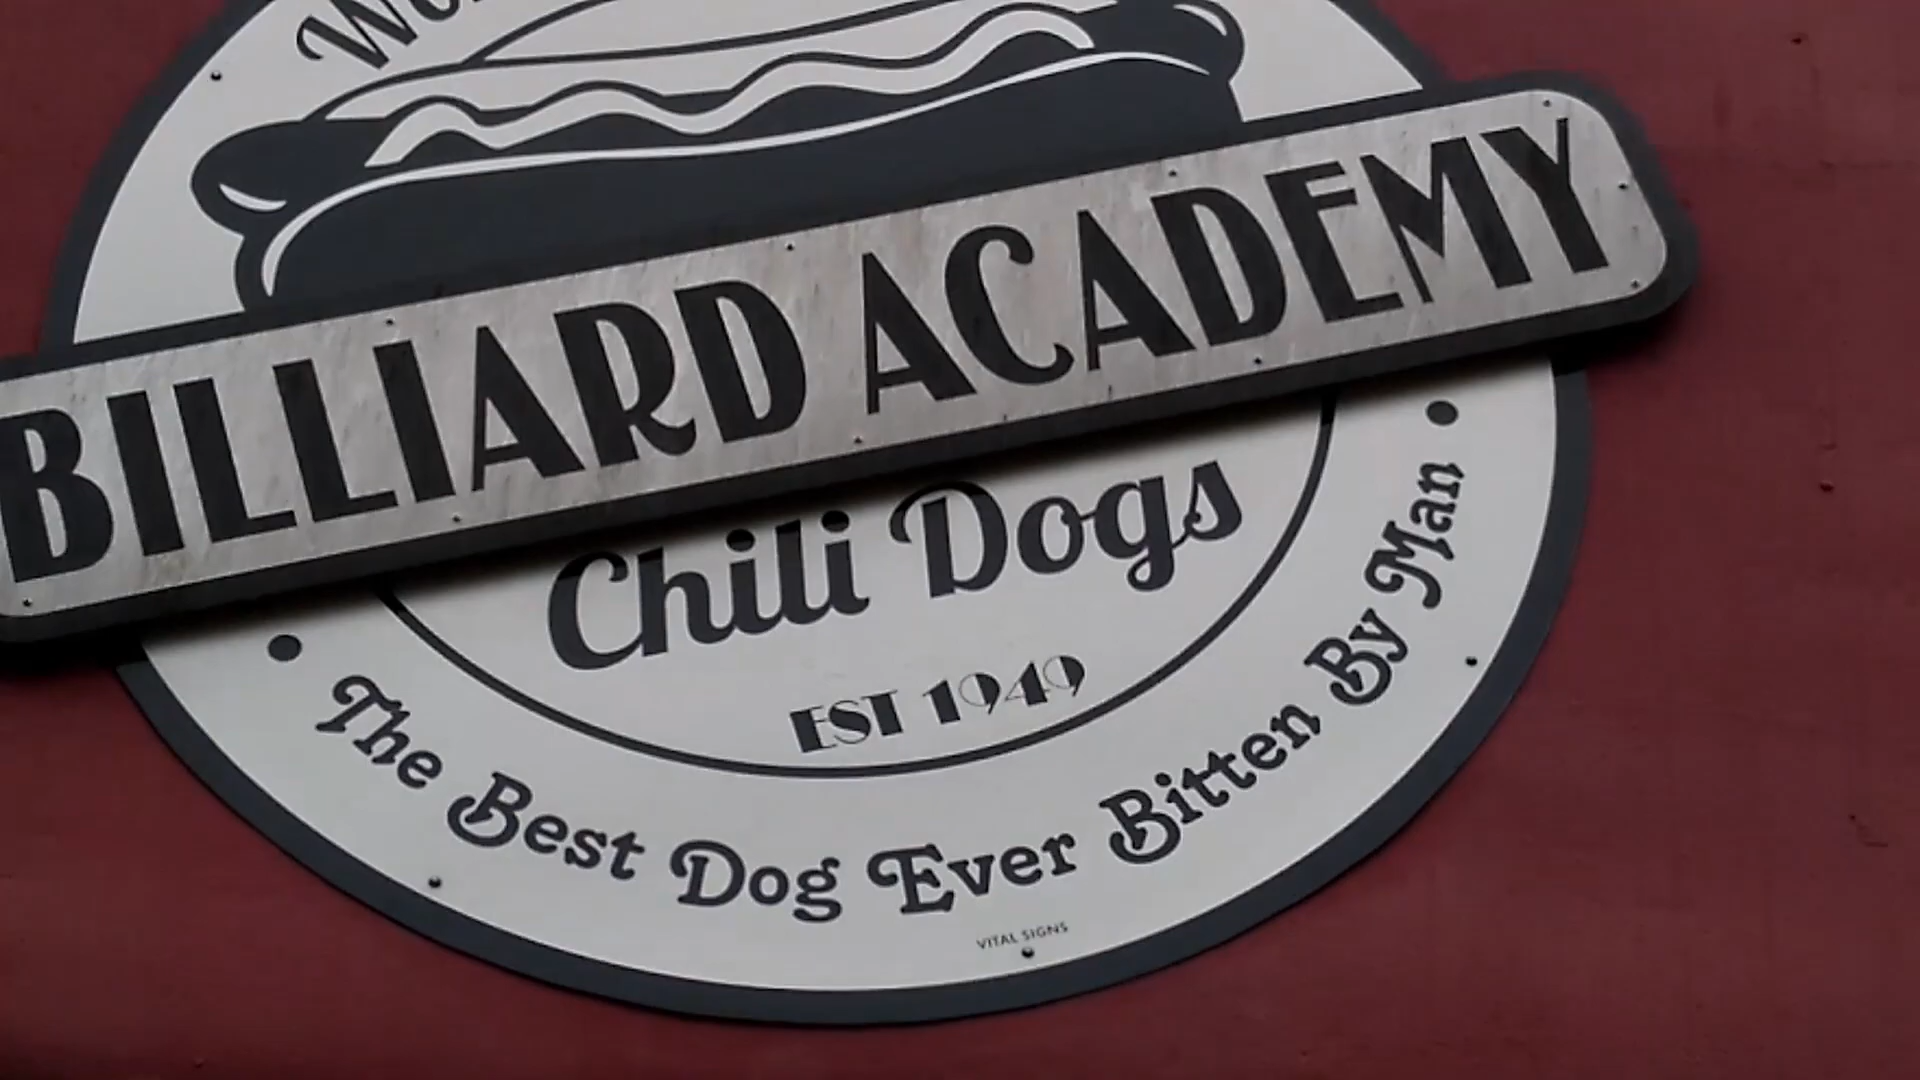 BILLIARD ACADEMY
Chili Dogs
EST 1949
The Best Dog Ever Bitten By Man
VITAL SIGNS